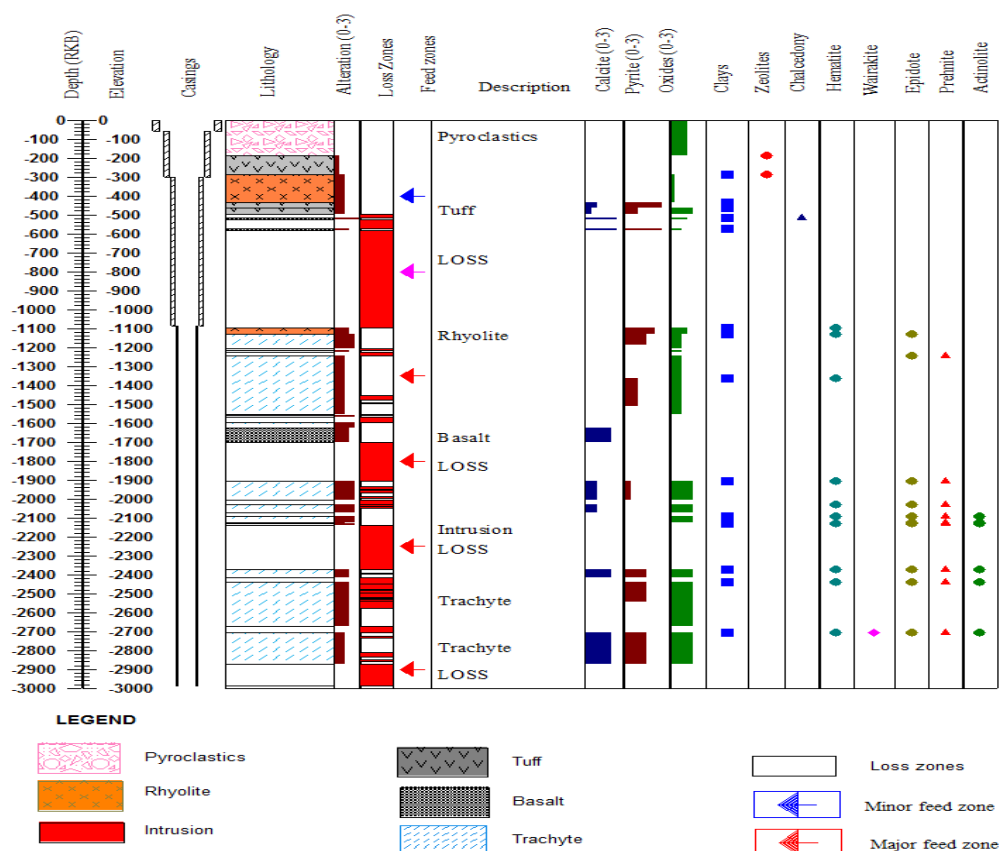 Depth (RKB)
Elevation
Casings
Lithology
Alteration (0-3)
Loss Zones
Feed zones
Description
Calcite (0-3)
Pyrite (0-3)
Oxides (0-3)
Clays
Zeolites
Chalcedony
Hematite
Wairakite
Epidote
Prehnite
Actinolite
0 0
-100 -100 Pyroclastics
-200 -200
-300 -300
-400 -400
-500 -500 Tuff
-600 -600
-700 -700 LOSS
-800 -800
-900 -900
-1000 -1000
-1100 -1100 Rhyolite
-1200 -1200
-1300 -1300
-1400 -1400
-1500 -1500
-1600 -1600
-1700 -1700 Basalt
-1800 -1800 LOSS
-1900 -1900
-2000 -2000
-2100 -2100
-2200 -2200 Intrusion
-2300 -2300 LOSS
-2400 -2400
-2500 -2500
-2600 -2600 Trachyte
-2700 -2700
-2800 -2800 Trachyte
-2900 -2900 LOSS
-3000 -3000
LEGEND
Pyroclastics
Rhyolite
Intrusion
Tuff
Basalt
Trachyte
Loss zones
Minor feed zone
Major feed zone